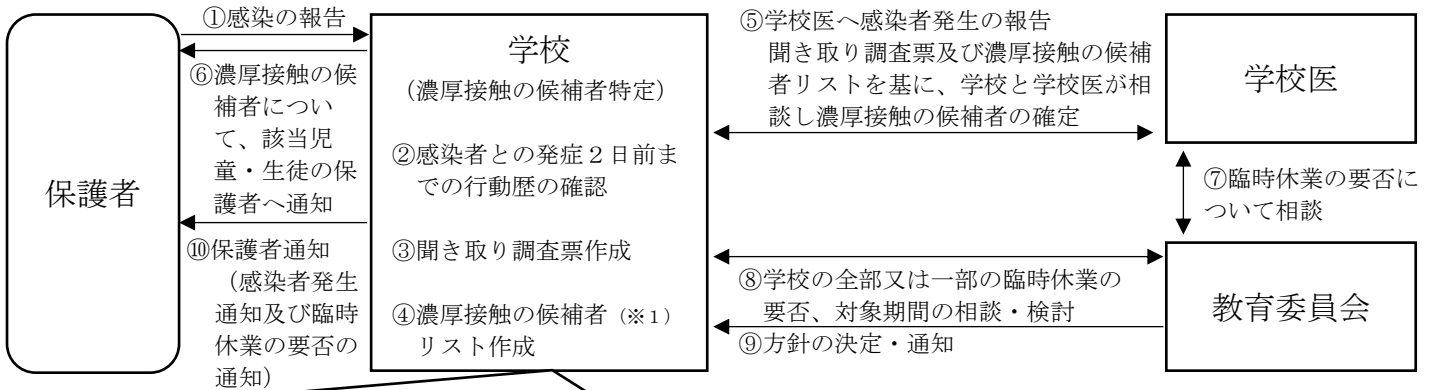 保護者
①感染の報告
⑥濃厚接触の候
補者につい
て、該当児
童・生徒の保
護者へ通知
⑩保護者通知
(感染者発生
通知及び臨時
休業の要否の
通知)
学校
(濃厚接触の候補者特定)
②感染者との発症2日前ま
での行動歴の確認
③聞き取り調査票作成
④濃厚接触の候補者(※1)
リスト作成
⑤学校医へ感染者発生の報告
聞き取り調査票及び濃厚接触の候補
者リストを基に、学校と学校医が相
談し濃厚接触の候補者の確定
⑧学校の全部又は一部の臨時休業の
要否、対象期間の相談・検討
⑨方針の決定・通知
学校医
⑦臨時休業の要否に
ついて相談
教育委員会